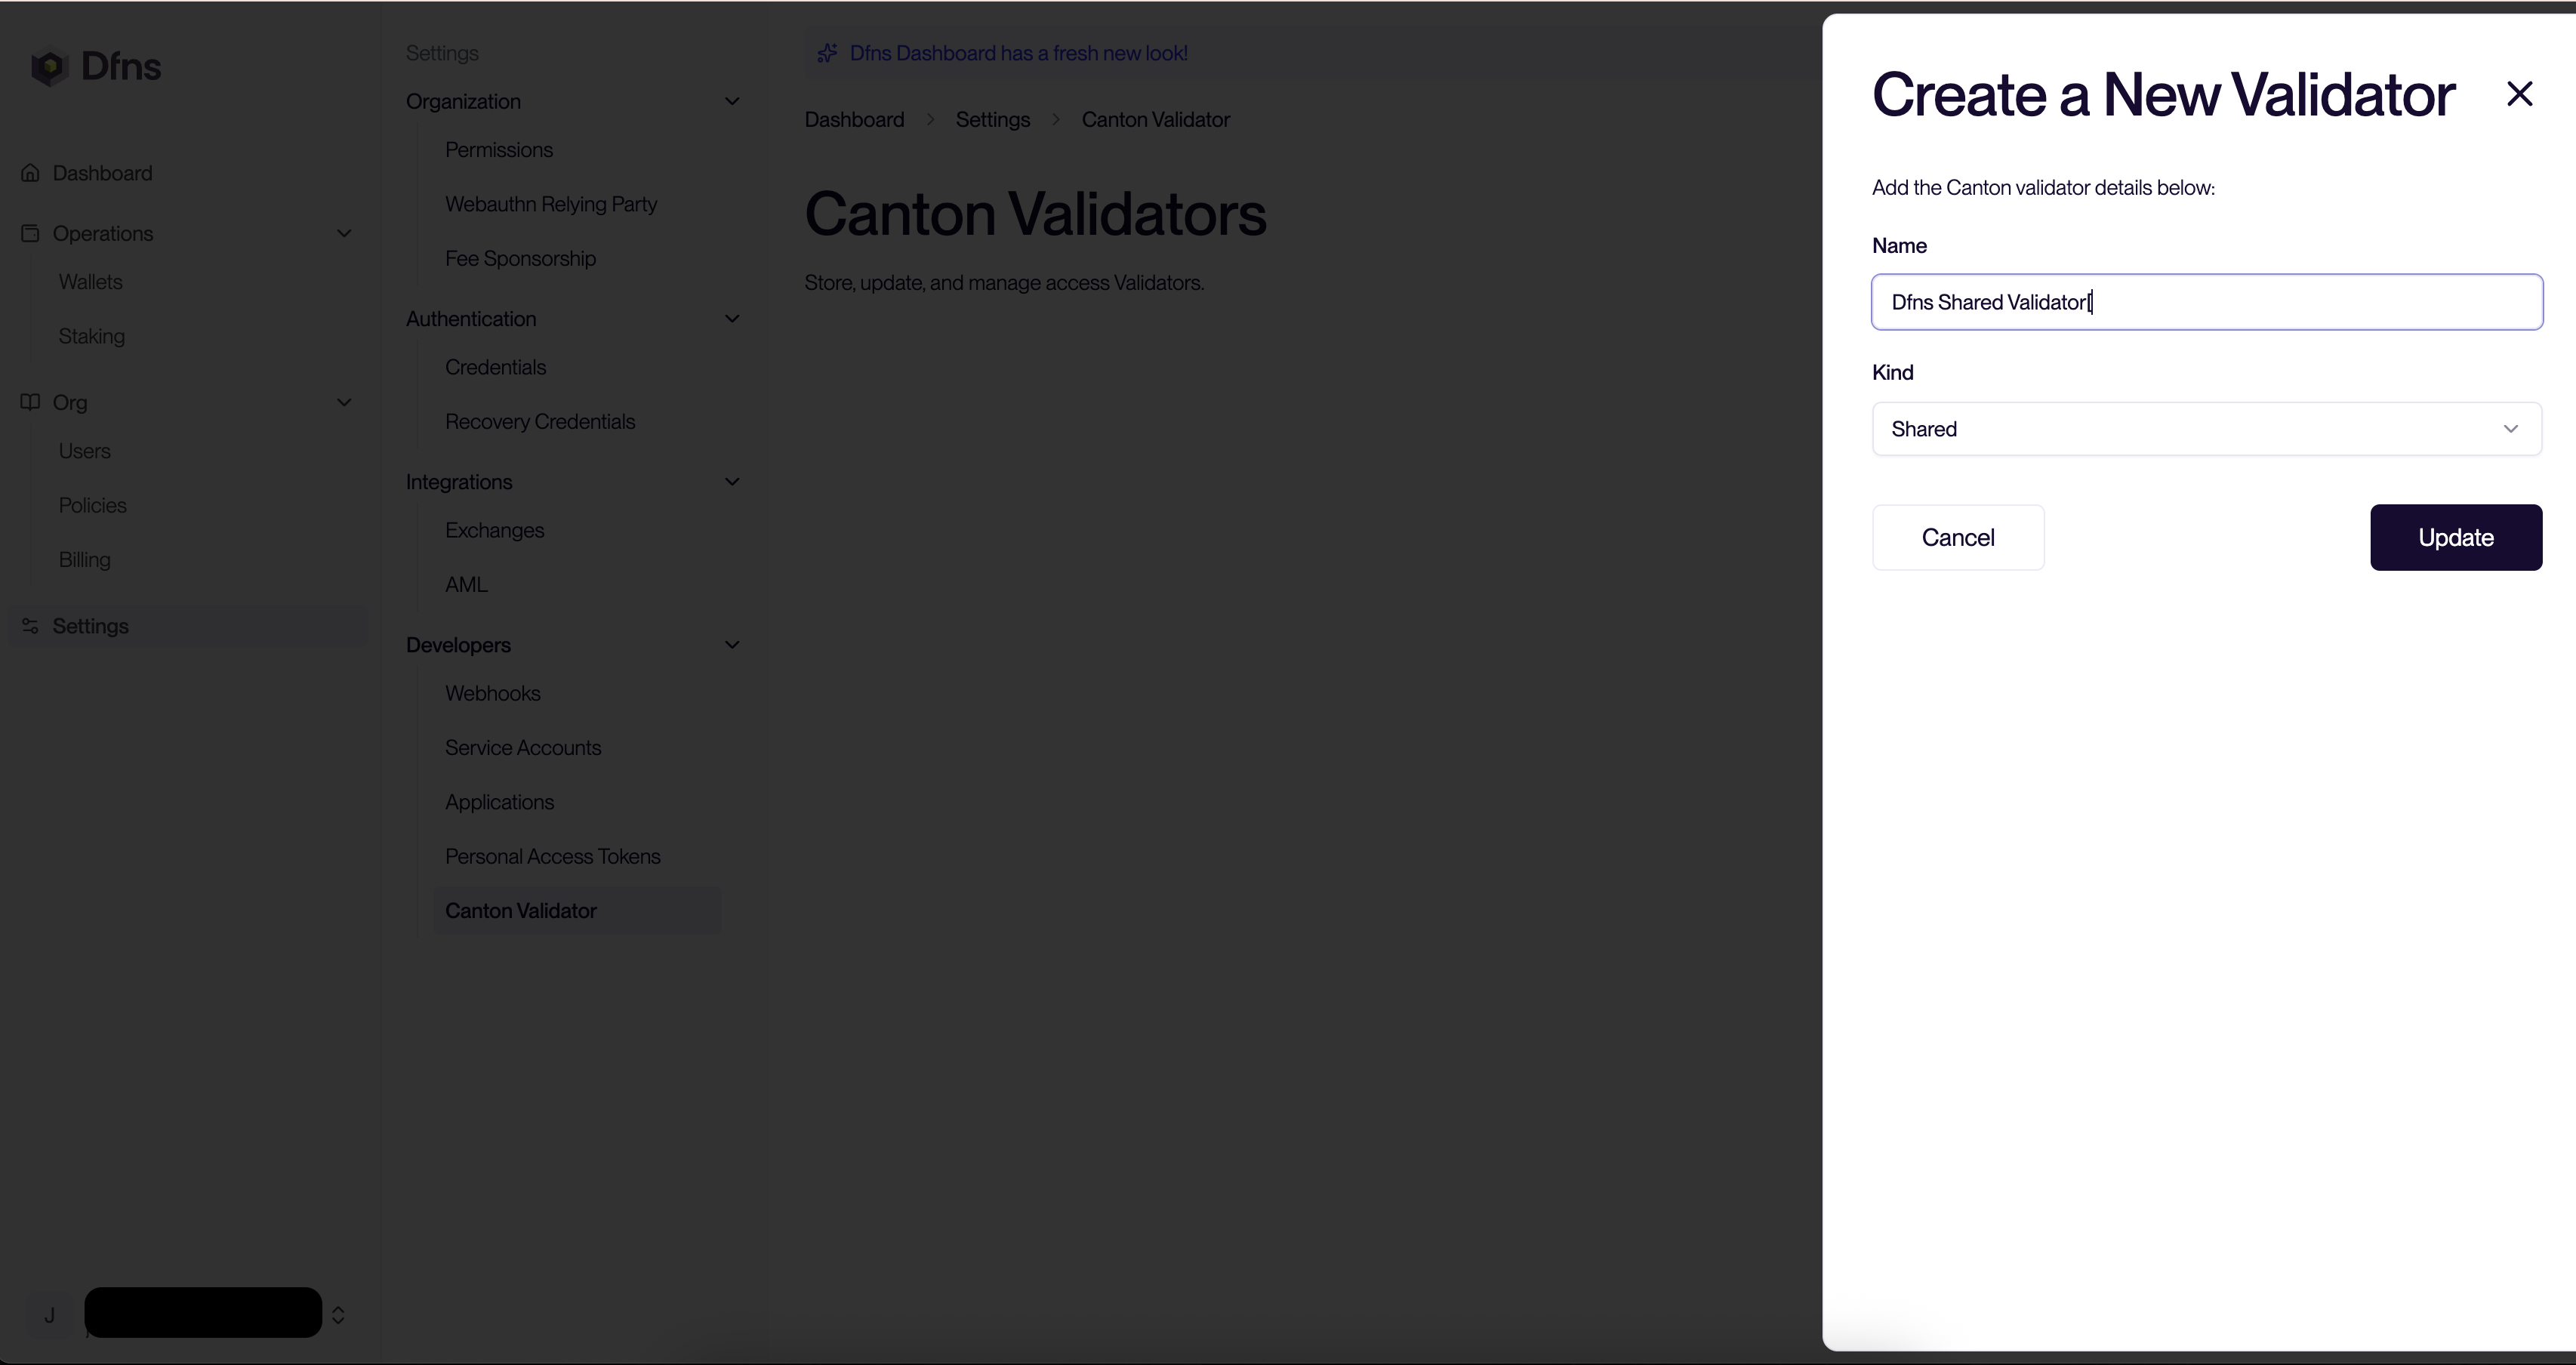 Dfns
Dashboard
Operations
Wallets
Staking
Org
Users
Policies
Billing
Settings
J
Settings
Organization
Permissions
Webauthn Relying Party
Fee Sponsorship
Authentication
Credentials
Recovery Credentials
Integrations
Exchanges
AML
Developers
Webhooks
Service Accounts
Applications
Personal Access Tokens
Canton Validator
Dfns Dashboard has a fresh new look!
Dashboard > Settings > Canton Validator
Canton Validators
Store, update, and manage access Validators.
Create a New Validator
Add the Canton validator details below:
Name
Dfns Shared Validator
Kind
Shared
Cancel
Update